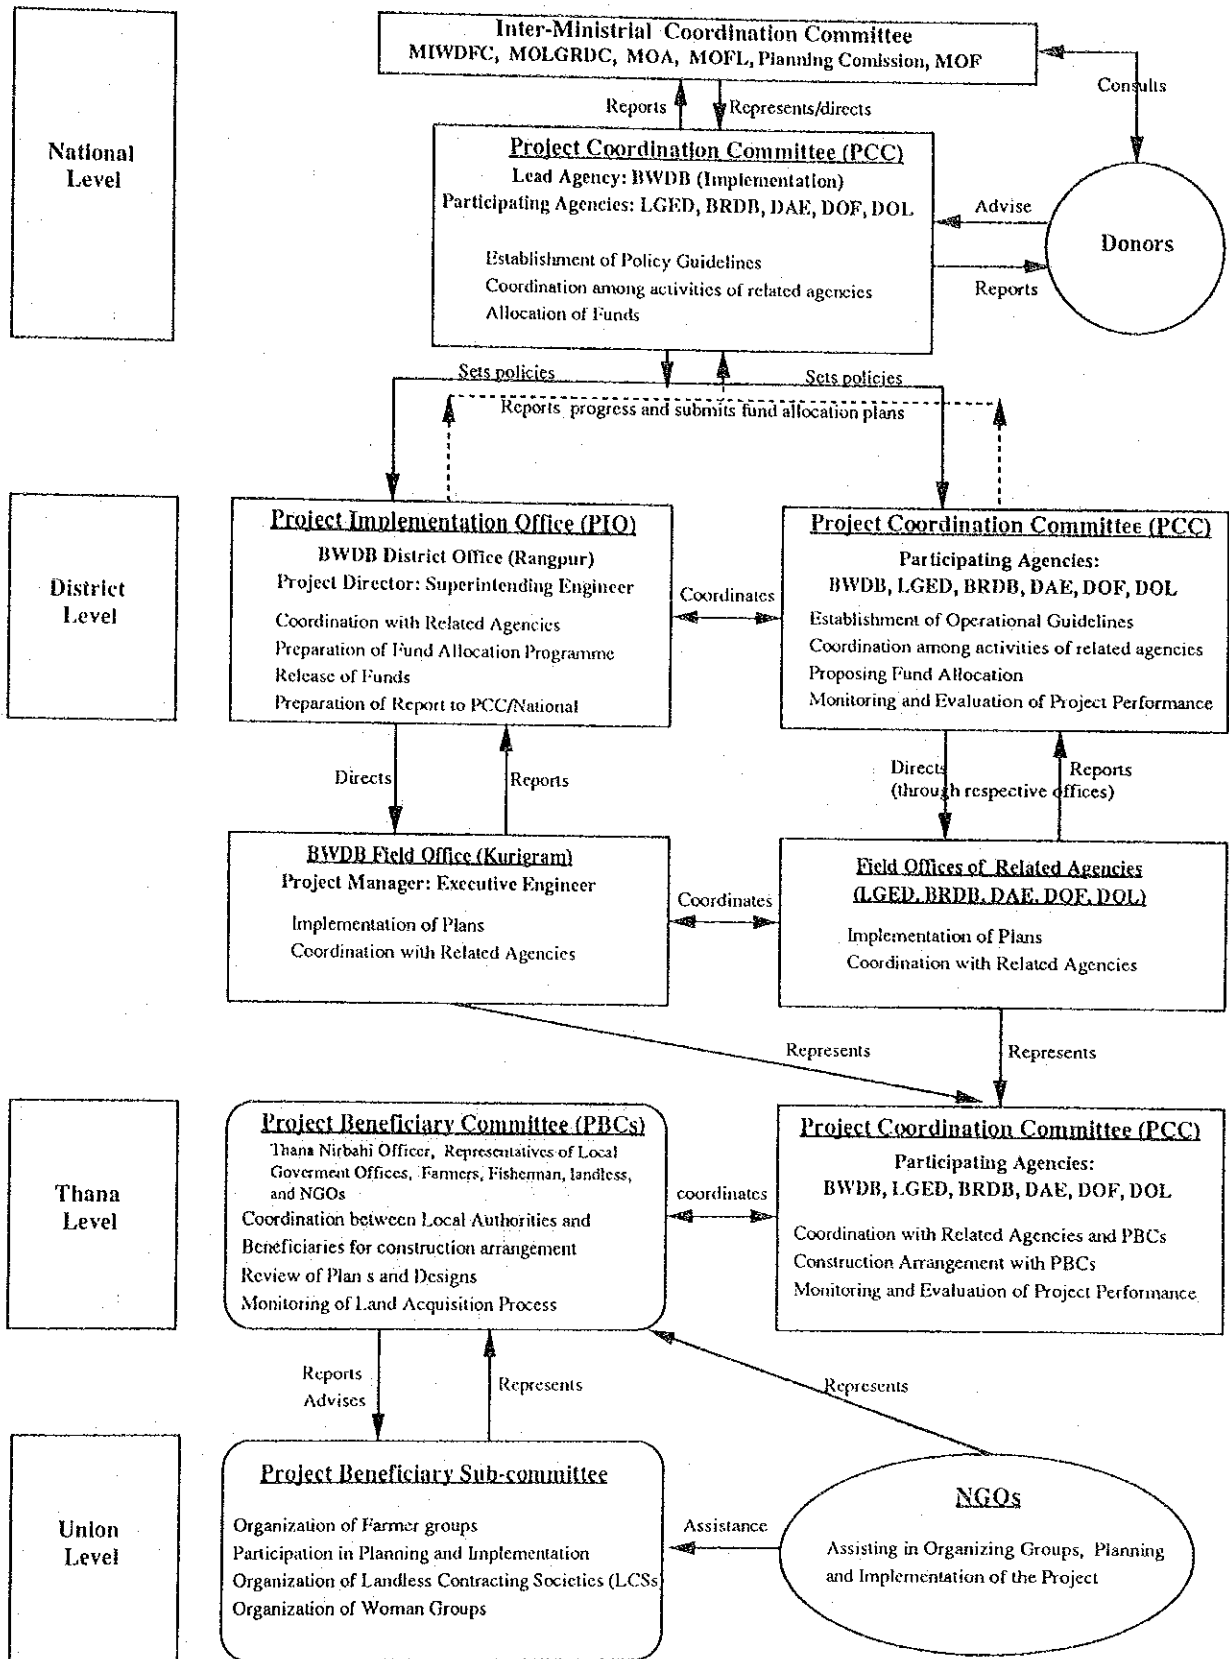 Inter-Ministrial Coordination Committee
MIWDFC, MOLGRDC, MOA, MOFL, Planning Comission, MOF
Consults
Reports
Represents/directs
National
Level
Project Coordination Committee (PCC)
Lead Agency: BWDB (Implementation)
Participating Agencies: LGED, BRDB, DAE, DOF, DOL
Establishment of Policy Guidelines
Coordination among activities of related agencies
Allocation of Funds
Advise
Reports
Donors
Sets policies
Sets policies
Reports progress and submits fund allocation plans
District
Level
Project Implementation Office (PIO)
BWDB District Office (Rangpur)
Project Director: Superintending Engineer
Coordination with Related Agencies
Preparation of Fund Allocation Programme
Release of Funds
Preparation of Report to PCC/National
Coordinates
Project Coordination Committee (PCC)
Participating Agencies:
BWDB, LGED, BRDB, DAE, DOF, DOL
Establishment of Operational Guidelines
Coordination among activities of related agencies
Proposing Fund Allocation
Monitoring and Evaluation of Project Performance
Directs
Reports
Directs
(through respective offices)
Reports
BWDB Field Office (Kurigram)
Project Manager: Executive Engineer
Implementation of Plans
Coordination with Related Agencies
Coordinates
Field Offices of Related Agencies
(LGED, BRDB, DAE, DOF, DOL)
Implementation of Plans
Coordination with Related Agencies
Represents
Represents
Thana
Level
Project Beneficiary Committee (PBCs)
Thana Nirbahi Officer, Representatives of Local
Goverment Offices, Farmers, Fisherman, landless,
and NGOs
Coordination between Local Authorities and
Beneficiaries for construction arrangement
Review of Plan s and Designs
Monitoring of Land Acquisition Process
coordinates
Project Coordination Committee (PCC)
Participating Agencies:
BWDB, LGED, BRDB, DAE, DOF, DOL
Coordination with Related Agencies and PBCs
Construction Arrangement with PBCs
Monitoring and Evaluation of Project Performance
Reports
Advises
Represents
Represents
Union
Level
Project Beneficiary Sub-committee
Organization of Farmer groups
Participation in Planning and Implementation
Organization of Landless Contracting Societies (LCSs)
Organization of Woman Groups
Assistance
NGOs
Assisting in Organizing Groups, Planning
and Implementation of the Project